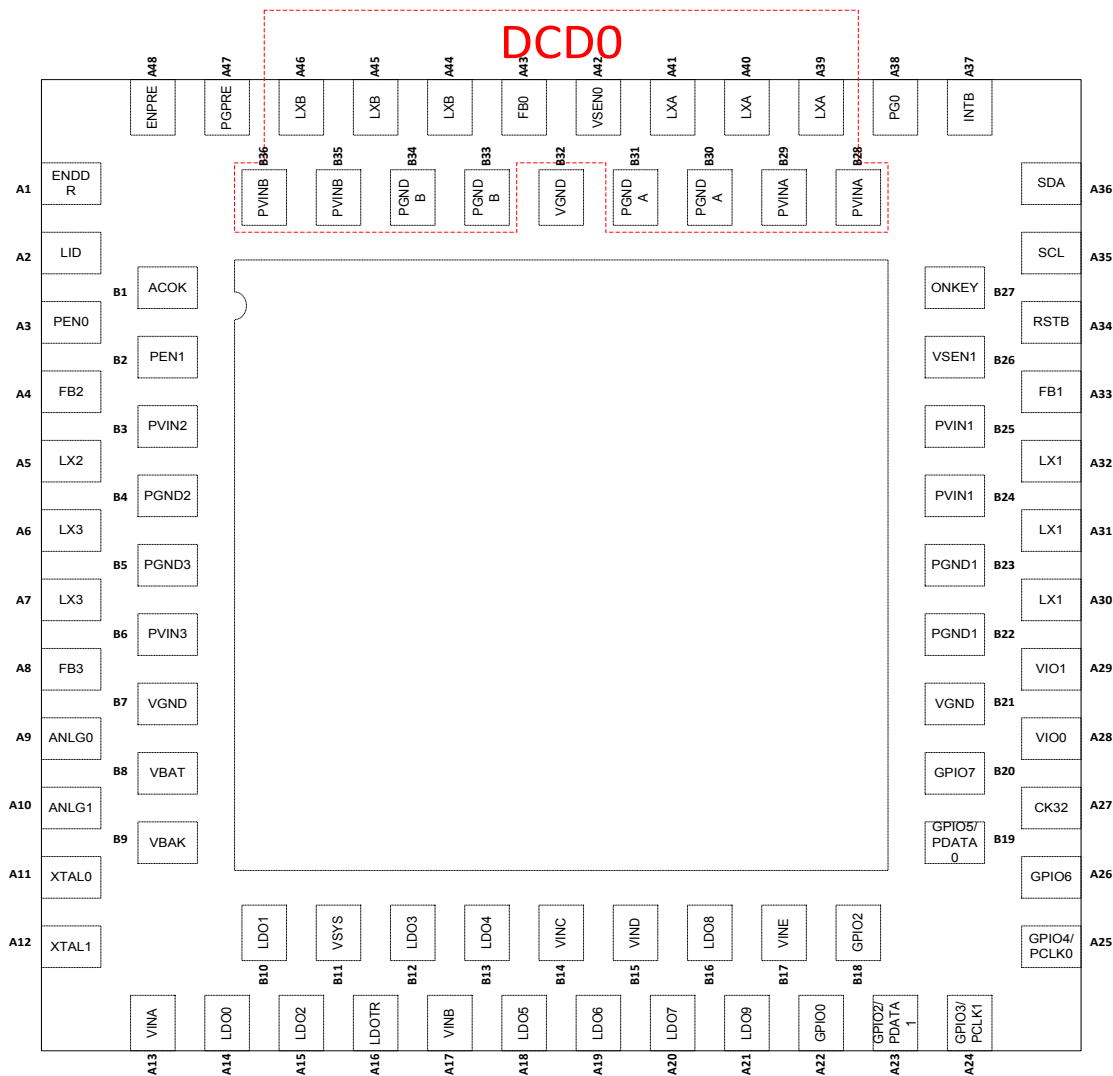 DCD0
A48 A47 A46 A45 A44 A43 A42 A41 A40 A39 A38 A37
ENPRE PGPRE LXB LXB LXB FB0 VSEN0 LXA LXA LXA PG0 INTB
B36 B35 B34 B33 B32 B31 B30 B29 B28
PVINB PVINB PGND B PGND B VGND PGND A PGND A PVINA PVINA
A1 ENDD R
SDA A36
A2 LID
SCL A35
B1 ACOK
ONKEY B27
A3 PEN0
RSTB A34
B2 PEN1
VSEN1 B26
A4 FB2
FB1 A33
B3 PVIN2
PVIN1 B25
A5 LX2
LX1 A32
B4 PGND2
PVIN1 B24
A6 LX3
LX1 A31
B5 PGND3
PGND1 B23
A7 LX3
LX1 A30
B6 PVIN3
PGND1 B22
A8 FB3
VIO1 A29
B7 VGND
VGND B21
A9 ANLG0
VIO0 A28
B8 VBAT
GPIO7 B20
A10 ANLG1
CK32 A27
B9 VBAK
GPIO5/
PDATA
0
B19
A11 XTAL0
GPIO6 A26
A12 XTAL1
GPIO4/
PCLK0
A25
LDO1 VSYS LDO3 LDO4 VINC VIND LDO8 VINE GPIO2
B10 B11 B12 B13 B14 B15 B16 B17 B18
VINA LDO0 LDO2 LDOTR VINB LDO5 LDO6 LDO7 LDO9 GPIO0 GPIO2/ PDATA 1 GPIO3/ PCLK1
A13 A14 A15 A16 A17 A18 A19 A20 A21 A22 A23 A24